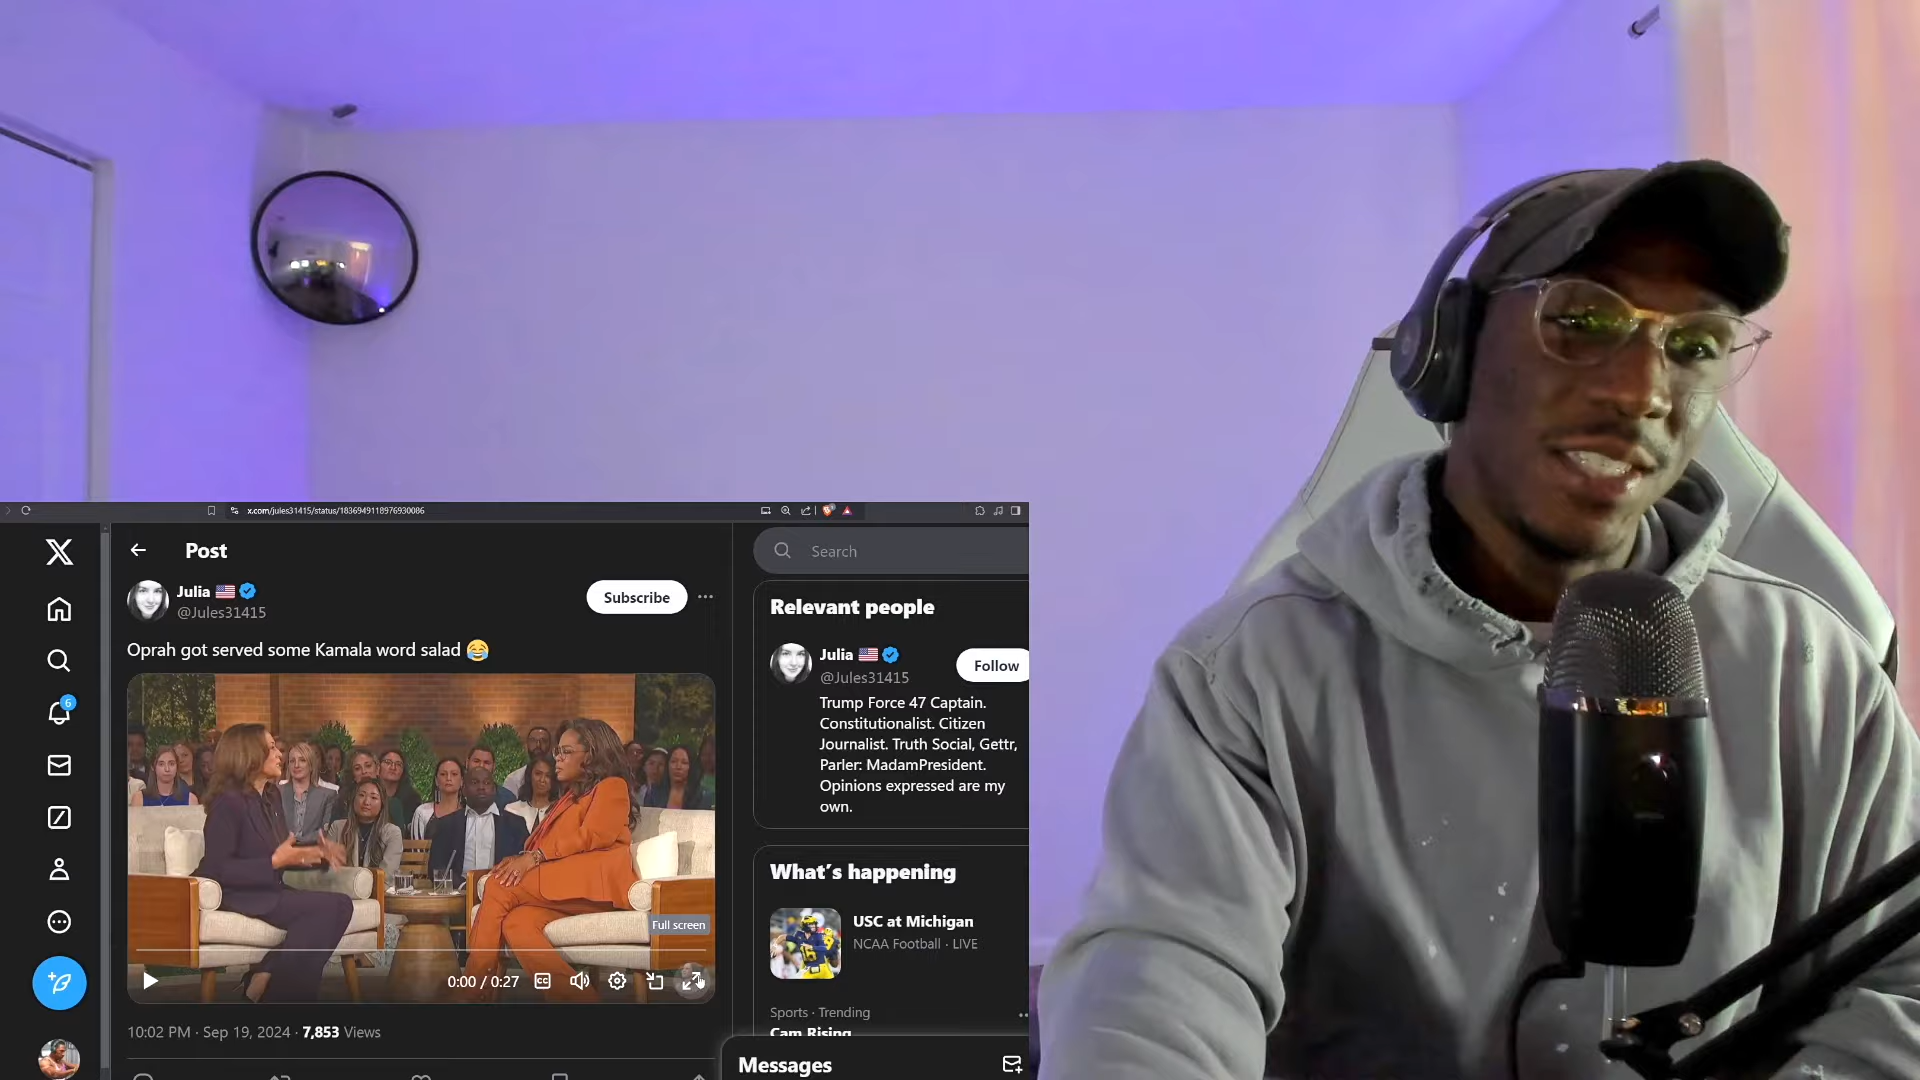 x.com/jules31415/status/1836949118976930086
Post
Search
Julia
@Jules31415
Subscribe
Oprah got served some Kamala word salad 😂
Full screen
0:00 / 0:27
CC
10:02 PM · Sep 19, 2024 · 7,853 Views
6
Relevant people
Julia
@Jules31415
Follow
Trump Force 47 Captain.
Constitutionalist. Citizen
Journalist. Truth Social, Gettr,
Parler: MadamPresident.
Opinions expressed are my
own.
What's happening
USC at Michigan
NCAA Football · LIVE
Sports · Trending
Cam Rising
Messages